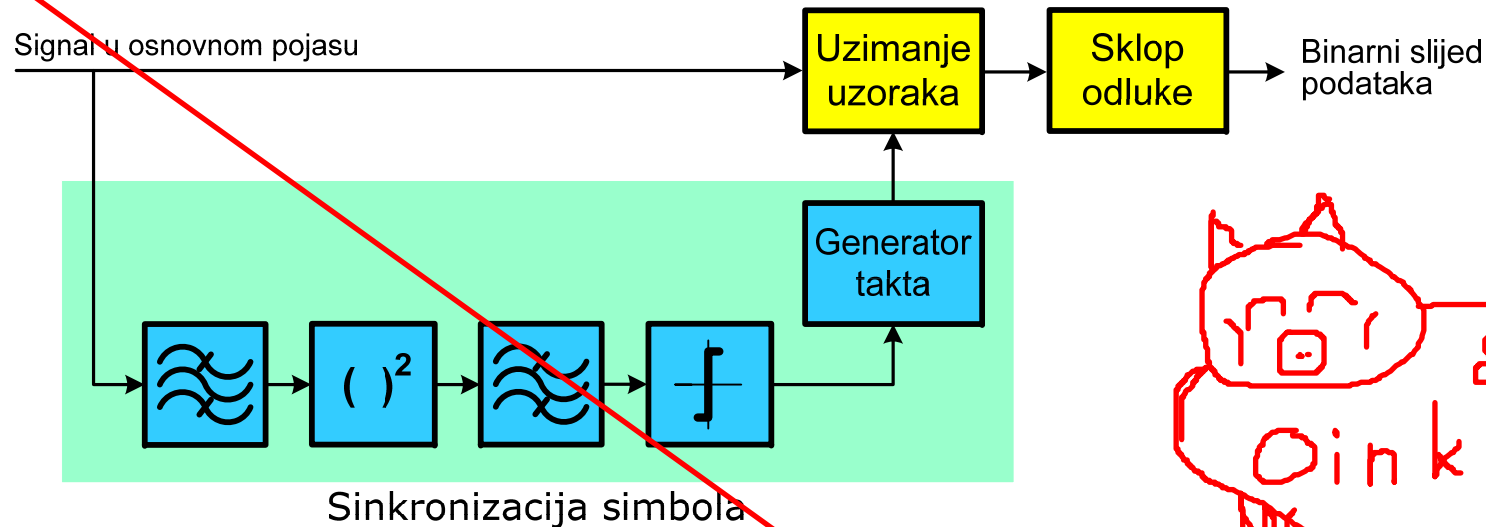 Signal u osnovnom pojasu
Uzimanje
uzoraka
Sklop
odluke
Binarni slijed
podataka
Generator
takta
( )²
Sinkronizacija simbola
Oink